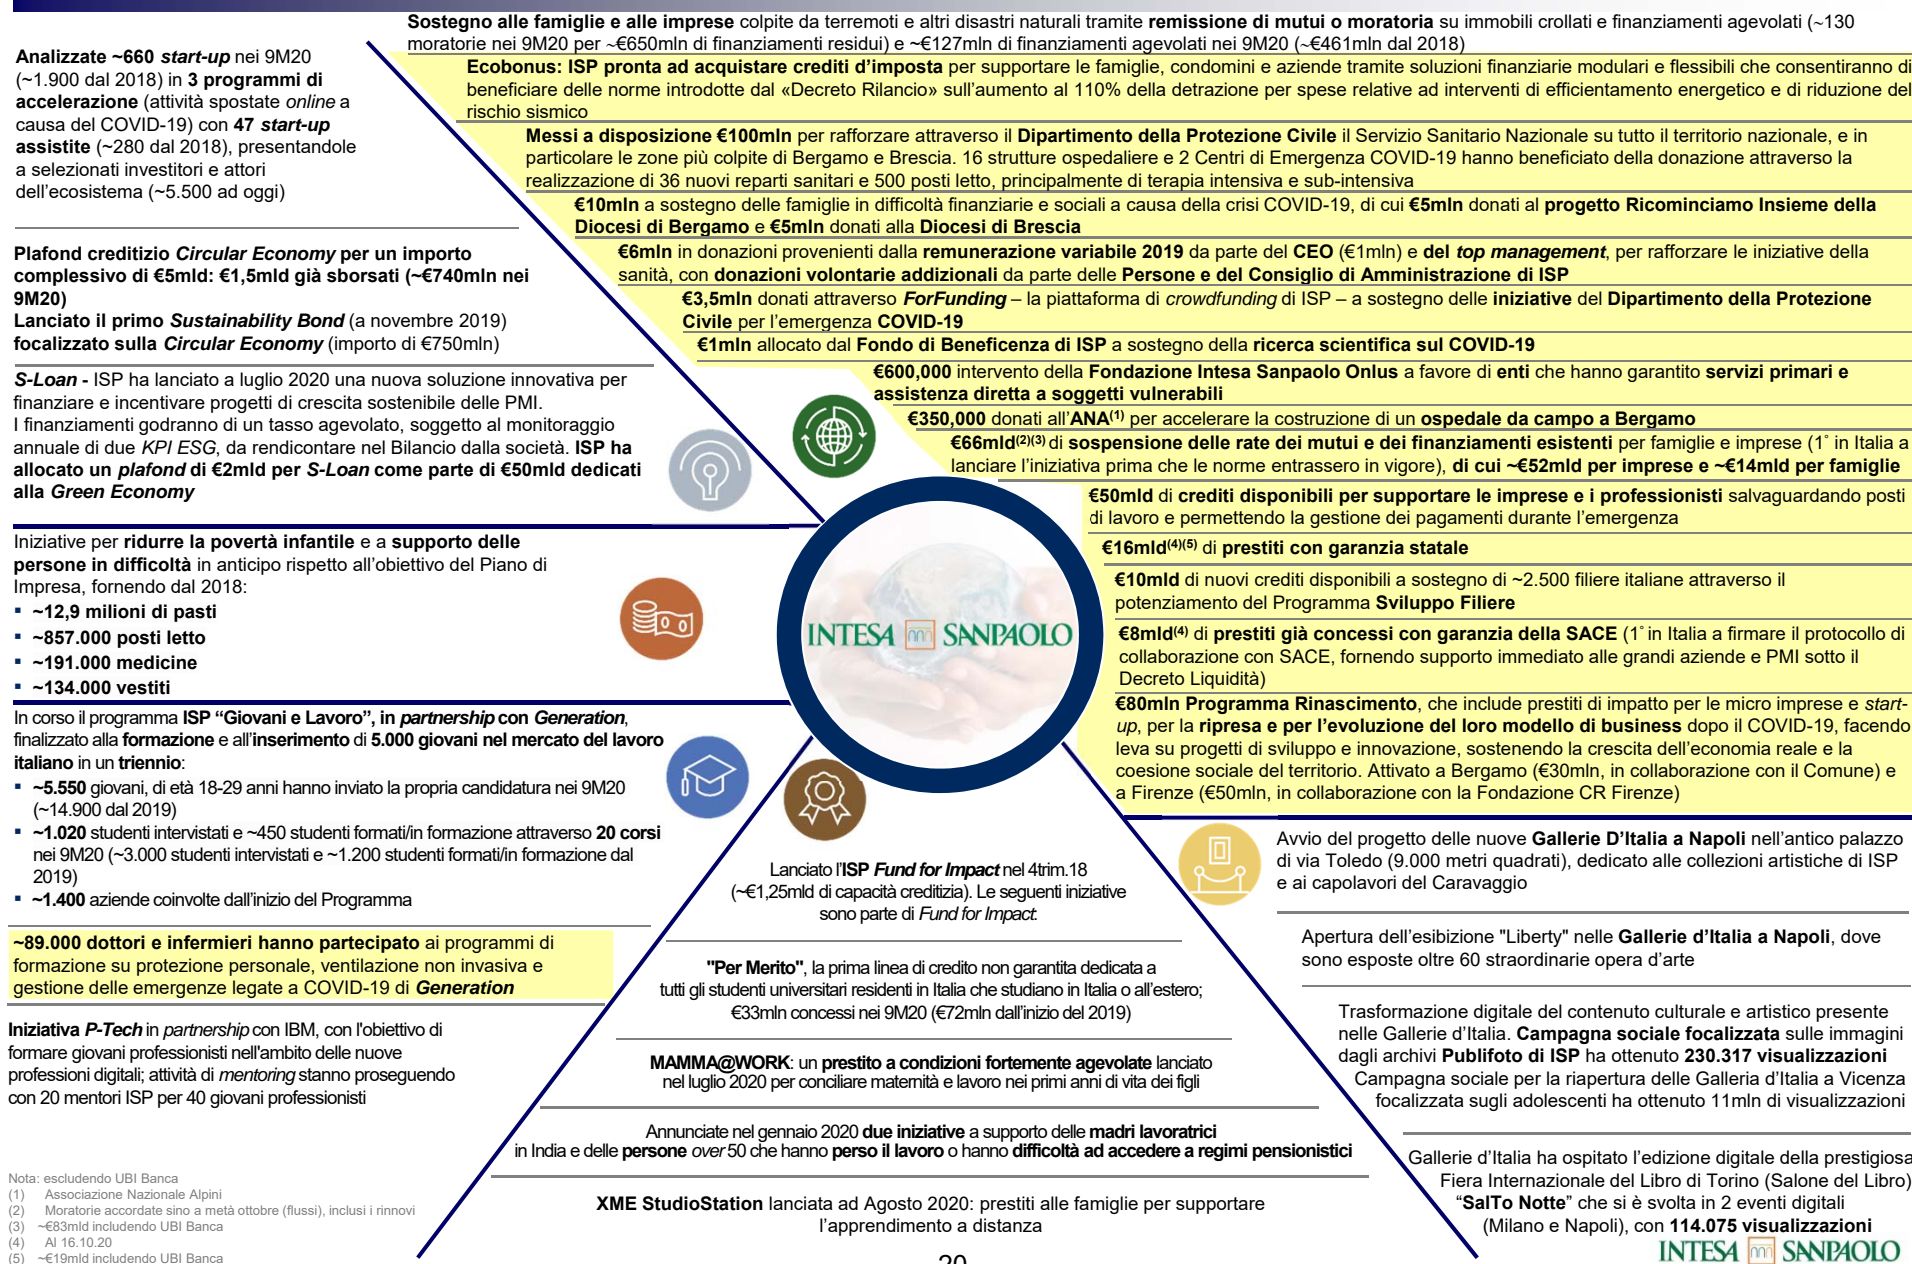 Sostegno alle famiglie e alle imprese colpite da terremoti e altri disastri naturali tramite remissione di mutui o moratoria su immobili crollati e finanziamenti agevolati (~130
moratorie nei 9M20 per ~€650mln di finanziamenti residui) e ~€127mln di finanziamenti agevolati nei 9M20 (~€461mln dal 2018)
Ecobonus: ISP pronta ad acquistare crediti d'imposta per supportare le famiglie, condomini e aziende tramite soluzioni finanziarie modulari e flessibili che consentiranno di
beneficiare delle norme introdotte dal «Decreto Rilancio» sull'aumento al 110% della detrazione per spese relative ad interventi di efficientamento energetico e di riduzione del
rischio sismico
Messi a disposizione €100mln per rafforzare attraverso il Dipartimento della Protezione Civile il Servizio Sanitario Nazionale su tutto il territorio nazionale, e in
particolare le zone più colpite di Bergamo e Brescia. 16 strutture ospedaliere e 2 Centri di Emergenza COVID-19 hanno beneficiato della donazione attraverso la
realizzazione di 36 nuovi reparti sanitari e 500 posti letto, principalmente di terapia intensiva e sub-intensiva
€10mln a sostegno delle famiglie in difficoltà finanziarie e sociali a causa della crisi COVID-19, di cui €5mln donati al progetto Ricominciamo Insieme della
Diocesi di Bergamo e €5mln donati alla Diocesi di Brescia
€6mln in donazioni provenienti dalla remunerazione variabile 2019 da parte del CEO (€1mln) e del top management, per rafforzare le iniziative della
sanità, con donazioni volontarie addizionali da parte delle Persone e del Consiglio di Amministrazione di ISP
€3,5mln donati attraverso ForFunding – la piattaforma di crowdfunding di ISP – a sostegno delle iniziative del Dipartimento della Protezione
Civile per l'emergenza COVID-19
€1mln allocato dal Fondo di Beneficenza di ISP a sostegno della ricerca scientifica sul COVID-19
€600,000 intervento della Fondazione Intesa Sanpaolo Onlus a favore di enti che hanno garantito servizi primari e
assistenza diretta a soggetti vulnerabili
€350,000 donati all'ANA(1) per accelerare la costruzione di un ospedale da campo a Bergamo
€66mld(2)(3) di sospensione delle rate dei mutui e dei finanziamenti esistenti per famiglie e imprese (1° in Italia a
lanciare l'iniziativa prima che le norme entrassero in vigore), di cui ~€52mld per imprese e ~€14mld per famiglie
€50mld di crediti disponibili per supportare le imprese e i professionisti salvaguardando posti
di lavoro e permettendo la gestione dei pagamenti durante l'emergenza
€16mld(4)(5) di prestiti con garanzia statale
€10mld di nuovi crediti disponibili a sostegno di ~2.500 filiere italiane attraverso il
potenziamento del Programma Sviluppo Filiere
€8mld(4) di prestiti già concessi con garanzia della SACE (1° in Italia a firmare il protocollo di
collaborazione con SACE, fornendo supporto immediato alle grandi aziende e PMI sotto il
Decreto Liquidità)
€80mln Programma Rinascimento, che include prestiti di impatto per le micro imprese e start-
up, per la ripresa e per l'evoluzione del loro modello di business dopo il COVID-19, facendo
leva su progetti di sviluppo e innovazione, sostenendo la crescita dell'economia reale e la
coesione sociale del territorio. Attivato a Bergamo (€30mln, in collaborazione con il Comune) e
a Firenze (€50mln, in collaborazione con la Fondazione CR Firenze)
Analizzate ~660 start-up nei 9M20
(~1.900 dal 2018) in 3 programmi di
accelerazione (attività spostate online a
causa del COVID-19) con 47 start-up
assistite (~280 dal 2018), presentandole
a selezionati investitori e attori
dell'ecosistema (~5.500 ad oggi)
Plafond creditizio Circular Economy per un importo
complessivo di €5mld: €1,5mld già sborsati (~€740mln nei
9M20)
Lanciato il primo Sustainability Bond (a novembre 2019)
focalizzato sulla Circular Economy (importo di €750mln)
S-Loan - ISP ha lanciato a luglio 2020 una nuova soluzione innovativa per
finanziare e incentivare progetti di crescita sostenibile delle PMI.
I finanziamenti godranno di un tasso agevolato, soggetto al monitoraggio
annuale di due KPI ESG, da rendicontare nel Bilancio dalla società. ISP ha
allocato un plafond di €2mld per S-Loan come parte di €50mld dedicati
alla Green Economy
Iniziative per ridurre la povertà infantile e a supporto delle
persone in difficoltà in anticipo rispetto all'obiettivo del Piano di
Impresa, fornendo dal 2018:
▪ ~12,9 milioni di pasti
▪ ~857.000 posti letto
▪ ~191.000 medicine
▪ ~134.000 vestiti
INTESA SANPAOLO
In corso il programma ISP “Giovani e Lavoro”, in partnership con Generation,
finalizzato alla formazione e all'inserimento di 5.000 giovani nel mercato del lavoro
italiano in un triennio:
▪ ~5.550 giovani, di età 18-29 anni hanno inviato la propria candidatura nei 9M20
(~14.900 dal 2019)
▪ ~1.020 studenti intervistati e ~450 studenti formati/in formazione attraverso 20 corsi
nei 9M20 (~3.000 studenti intervistati e ~1.200 studenti formati/in formazione dal
2019)
▪ ~1.400 aziende coinvolte dall'inizio del Programma
~89.000 dottori e infermieri hanno partecipato ai programmi di
formazione su protezione personale, ventilazione non invasiva e
gestione delle emergenze legate a COVID-19 di Generation
Iniziativa P-Tech in partnership con IBM, con l'obiettivo di
formare giovani professionisti nell'ambito delle nuove
professioni digitali; attività di mentoring stanno proseguendo
con 20 mentori ISP per 40 giovani professionisti
Lanciato l'ISP Fund for Impact nel 4trim.18
(~€1,25mld di capacità creditizia). Le seguenti iniziative
sono parte di Fund for Impact:
"Per Merito", la prima linea di credito non garantita dedicata a
tutti gli studenti universitari residenti in Italia che studiano in Italia o all'estero;
€33mln concessi nei 9M20 (€72mln dall'inizio del 2019)
MAMMA@WORK: un prestito a condizioni fortemente agevolate lanciato
nel luglio 2020 per conciliare maternità e lavoro nei primi anni di vita dei figli
Annunciate nel gennaio 2020 due iniziative a supporto delle madri lavoratrici
in India e delle persone over 50 che hanno perso il lavoro o hanno difficoltà ad accedere a regimi pensionistici
XME StudioStation lanciata ad Agosto 2020: prestiti alle famiglie per supportare
l'apprendimento a distanza
Avvio del progetto delle nuove Gallerie D'Italia a Napoli nell'antico palazzo
di via Toledo (9.000 metri quadrati), dedicato alle collezioni artistiche di ISP
e ai capolavori del Caravaggio
Apertura dell'esibizione "Liberty" nelle Gallerie d'Italia a Napoli, dove
sono esposte oltre 60 straordinarie opera d'arte
Trasformazione digitale del contenuto culturale e artistico presente
nelle Gallerie d'Italia. Campagna sociale focalizzata sulle immagini
dagli archivi Publifoto di ISP ha ottenuto 230.317 visualizzazioni
Campagna sociale per la riapertura delle Galleria d'Italia a Vicenza
focalizzata sugli adolescenti ha ottenuto 11mln di visualizzazioni
Gallerie d'Italia ha ospitato l'edizione digitale della prestigiosa
Fiera Internazionale del Libro di Torino (Salone del Libro)
“SalTo Notte” che si è svolta in 2 eventi digitali
(Milano e Napoli), con 114.075 visualizzazioni
Nota: escludendo UBI Banca
(1) Associazione Nazionale Alpini
(2) Moratorie accordate sino a metà ottobre (flussi), inclusi i rinnovi
(3) ~€83mld includendo UBI Banca
(4) Al 16.10.20
(5) ~€19mld includendo UBI Banca
20
INTESA SANPAOLO